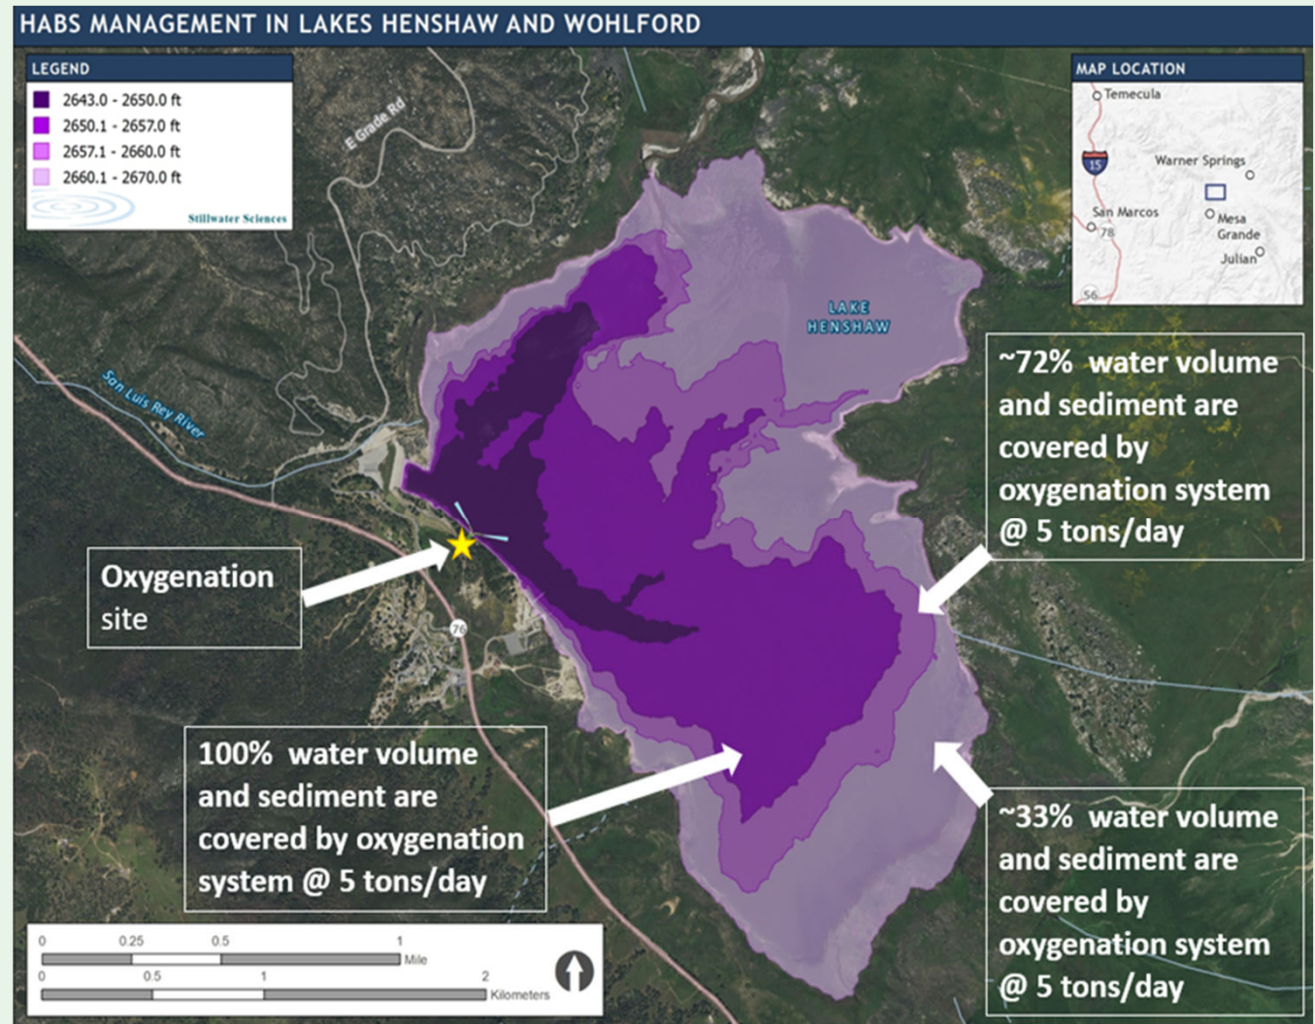 HABS MANAGEMENT IN LAKES HENSHAW AND WOHLFORD
LEGEND
2643.0 - 2650.0 ft
2650.1 - 2657.0 ft
2657.1 - 2660.0 ft
2660.1 - 2670.0 ft
Stillwater Sciences
E Grade Rd
MAP LOCATION
Temecula
15
Warner Springs
San Marcos
78
Mesa
Grande
Julian
56
LAKE
HENSHAW
San Luis Rey River
~72% water volume
and sediment are
covered by
oxygenation system
@ 5 tons/day
Oxygenation
site
76
100% water volume
and sediment are
covered by oxygenation
system @ 5 tons/day
~33% water volume
and sediment are
covered by
oxygenation system
@ 5 tons/day
0 0.25 0.5 1
Mile
0 0.5 1 2
Kilometers